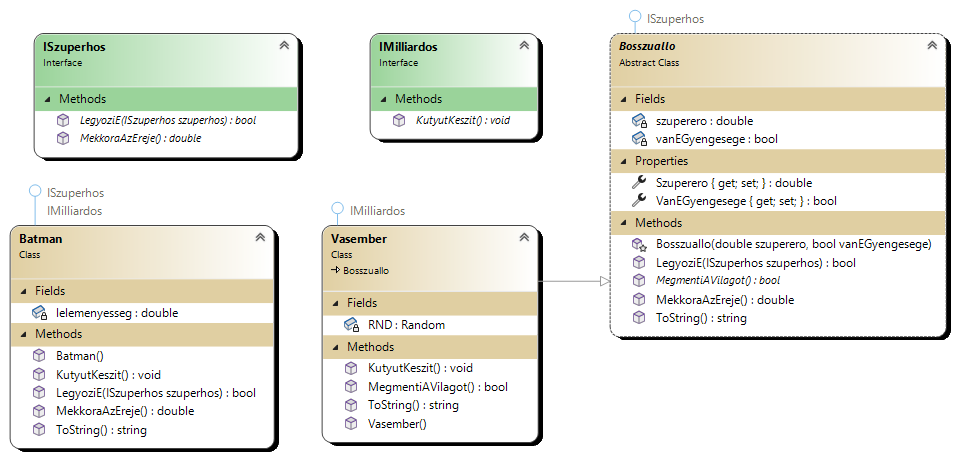 ISzuperhos
Interface
Methods
LegyoziE(ISzuperhos szuperhos) : bool
MekkoraAzEreje() : double
IMilliardos
Interface
Methods
KutyutKeszit() : void
ISzuperhos
Bosszuallo
Abstract Class
Fields
szuperero : double
vanEGyengesege : bool
Properties
Szuperero { get; set; } : double
VanEGyengesege { get; set; } : bool
Methods
Bosszuallo(double szuperero, bool vanEGyengesege)
LegyoziE(ISzuperhos szuperhos) : bool
MegmentiAVilagot() : bool
MekkoraAzEreje() : double
ToString() : string
ISzuperhos
IMilliardos
Batman
Class
Fields
lelemenyesseg : double
Methods
Batman()
KutyutKeszit() : void
LegyoziE(ISzuperhos szuperhos) : bool
MekkoraAzEreje() : double
ToString() : string
IMilliardos
Vasember
Class
Bosszuallo
Fields
RND : Random
Methods
KutyutKeszit() : void
MegmentiAVilagot() : bool
ToString() : string
Vasember()